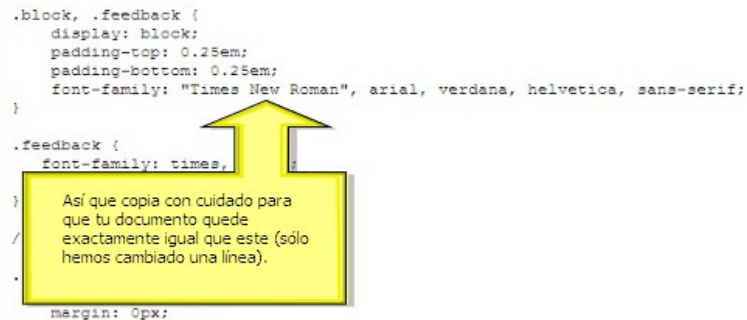 .block, .feedback {
display: block;
padding-top: 0.25em;
padding-bottom: 0.25em;
font-family: "Times New Roman", arial, verdana, helvetica, sans-serif;
}
.feedback {
font-family: times, ;
}
Así que copia con cuidado para
que tu documento quede
exactamente igual que este (sólo
hemos cambiado una línea).
/
.
margin: 0px;